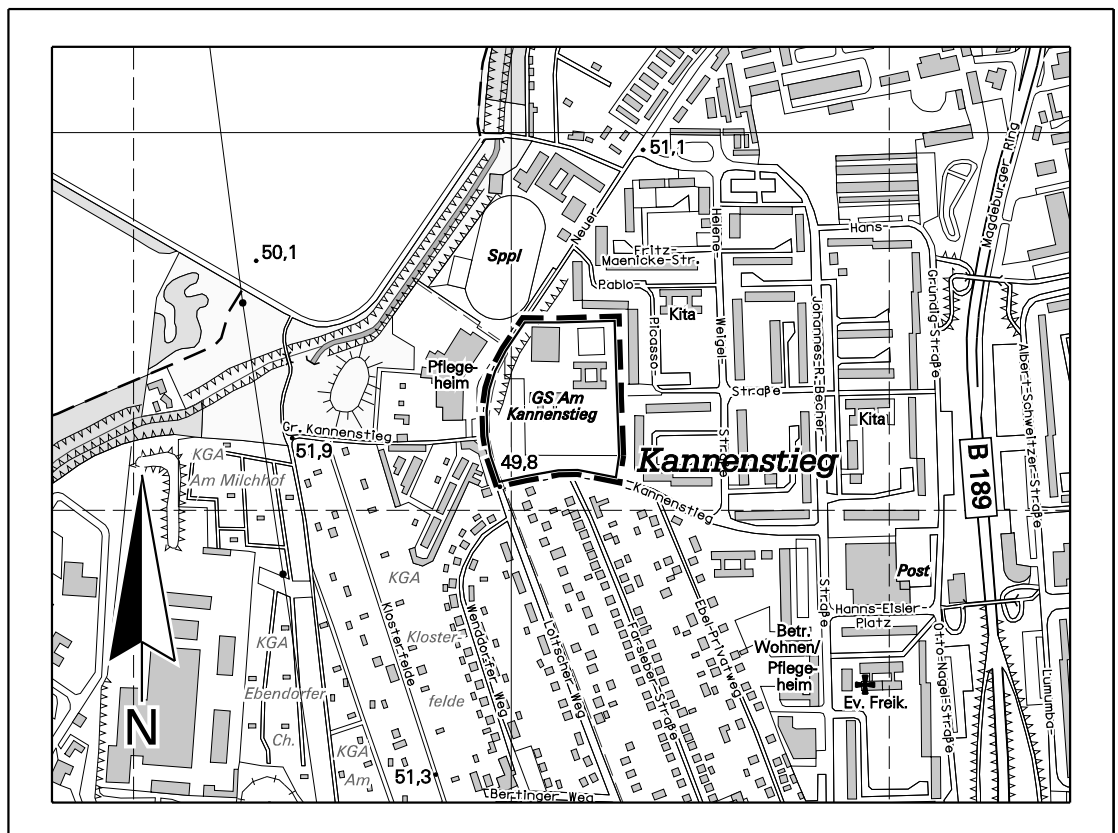 51,1
Magdeburger Ring
Neuer
Helene-
Weigel-
Straße
Hans-
Grundig-Straße
Fritz-
Maenicke-Str.
50,1
Sppl
Pablo-
Picasso-
Straße
Kita
Johannes-R.-Becher-
Straße
Albert-Schweitzer-Straße
Pflege-
heim
GS Am
Kannenstieg
Kita
Gr. Kannenstieg
51,9
49,8
Kannenstieg
B 189
KGA
Am Milchhof
Kannenstieg
KGA
Kloster-
felde
Klosterfelde
Wenddorfer Weg
Loitscher Weg
Farsleber Straße
Ebel-Privatweg
Post
Hanns-Eisler-
Platz
Otto-Nagel-Straße
Betr.
Wohnen/
Pflege-
heim
KGA
Ebendorfer
Ch.
Ev. Freik.
Lumumba-
N
KGA
Am
51,3
Bertinger Weg